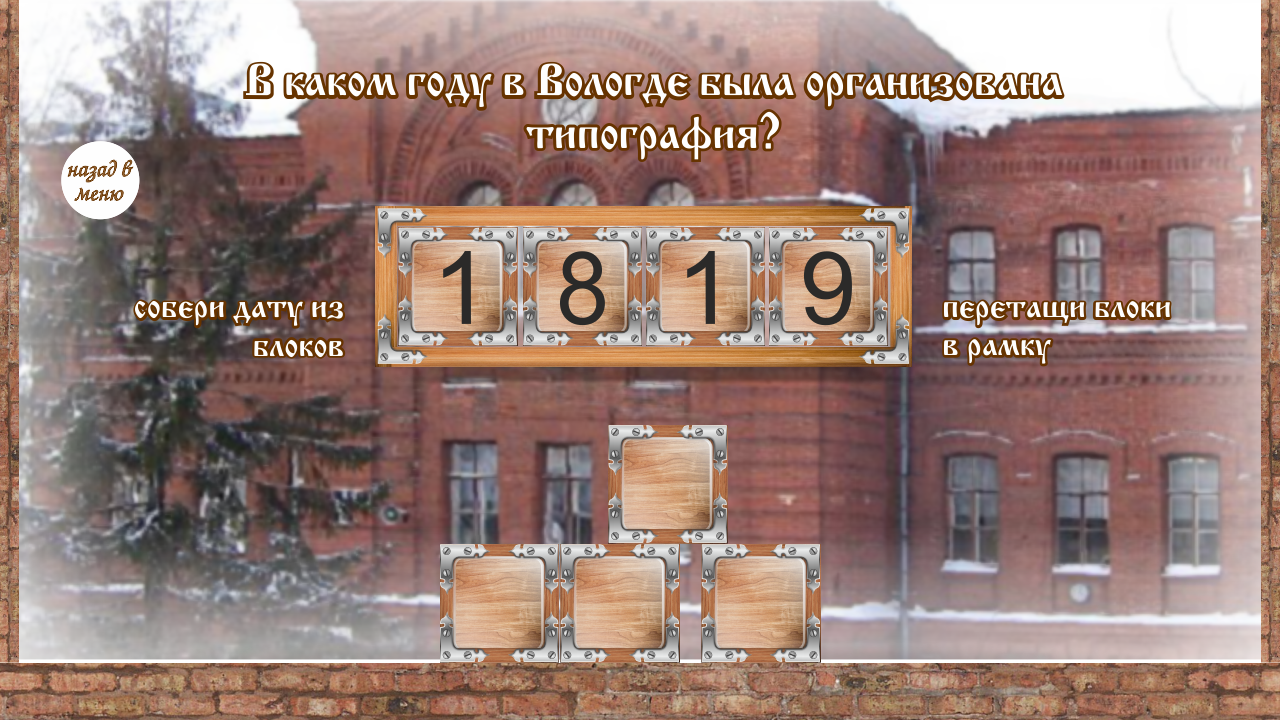 В каком году в Вологде была организована
типография?
назад в
меню
1 8 1 9
собери дату из
блоков
перетащи блоки
в рамку